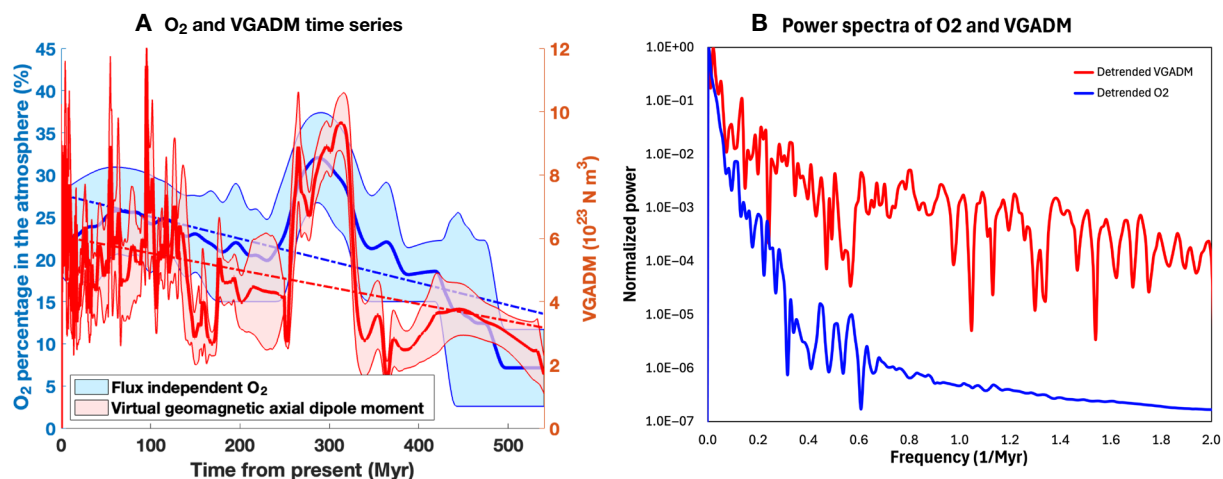 A O₂ and VGADM time series
O₂ percentage in the atmosphere (%)
45
40
35
30
25
20
15
10
5
0
12
10
8
6
4
2
0
VGADM (10²³ N m³)
Flux independent O₂
Virtual geomagnetic axial dipole moment
0 100 200 300 400 500
Time from present (Myr)
B Power spectra of O2 and VGADM
Normalized power
1.0E+00
1.0E−01
1.0E−02
1.0E−03
1.0E−04
1.0E−05
1.0E−06
1.0E−07
Detrended VGADM
Detrended O2
0.0 0.2 0.4 0.6 0.8 1.0 1.2 1.4 1.6 1.8 2.0
Frequency (1/Myr)